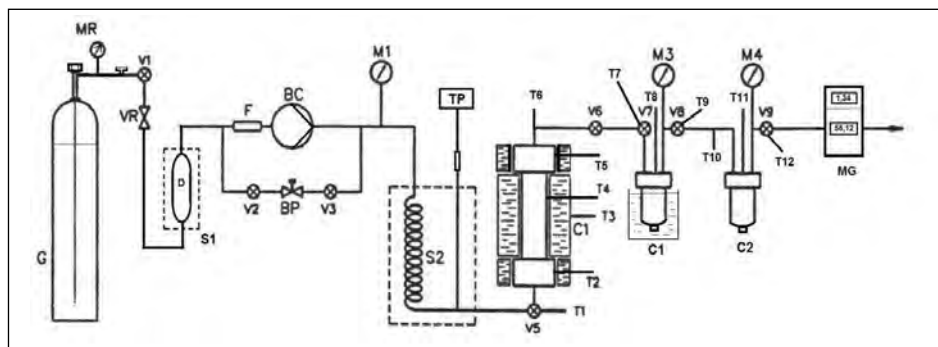 MR
V1
VR
G
D
S1
F
BC
V2
BP
V3
M1
S2
TP
T6
V6
T5
T4
T3
C1
T2
V5
T1
T7
M3
T8
V7
V8
T9
C1
T10
M4
T11
V9
T12
C2
1,34
56,12
MG